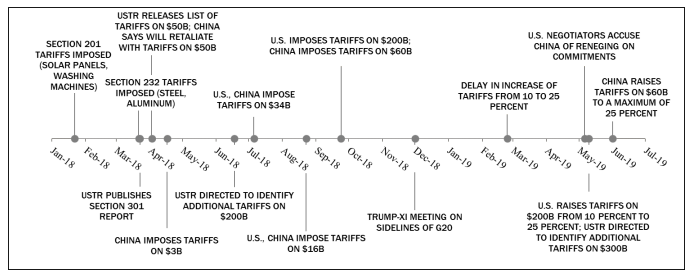 SECTION 201
TARIFFS IMPOSED
(SOLAR PANELS,
WASHING
MACHINES)
USTR RELEASES LIST OF
TARIFFS ON $50B; CHINA
SAYS WILL RETALIATE
WITH TARIFFS ON $50B
SECTION 232 TARIFFS
IMPOSED (STEEL,
ALUMINUM)
U.S., CHINA IMPOSE
TARIFFS ON $34B
U.S. IMPOSES TARIFFS ON $200B;
CHINA IMPOSES TARIFFS ON $60B
DELAY IN INCREASE OF
TARIFFS FROM 10 TO 25
PERCENT
U.S. NEGOTIATORS ACCUSE
CHINA OF RENEGING ON
COMMITMENTS
CHINA RAISES
TARIFFS ON $60B
TO A MAXIMUM OF
25 PERCENT
Jan-18
Feb-18
Mar-18
Apr-18
May-18
Jun-18
Jul-18
Aug-18
Sep-18
Oct-18
Nov-18
Dec-18
Jan-19
Feb-19
Mar-19
Apr-19
May-19
Jun-19
Jul-19
USTR PUBLISHES
SECTION 301
REPORT
CHINA IMPOSES TARIFFS
ON $3B
USTR DIRECTED TO IDENTIFY
ADDITIONAL TARIFFS ON
$200B
U.S., CHINA IMPOSE TARIFFS
ON $16B
TRUMP-XI MEETING ON
SIDELINES OF G20
U.S. RAISES TARIFFS ON
$200B FROM 10 PERCENT TO
25 PERCENT; USTR DIRECTED
TO IDENTIFY ADDITIONAL
TARIFFS ON $300B